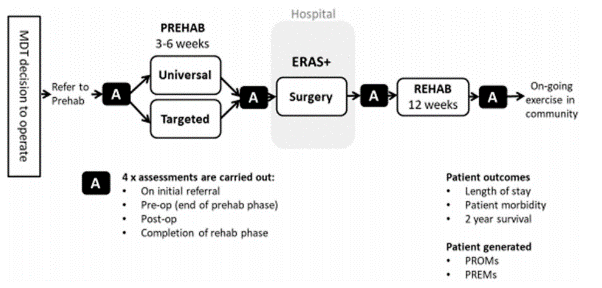 MDT decision to operate
Refer to
Prehab
A
PREHAB
3-6 weeks
Universal
Targeted
A
Hospital
ERAS+
Surgery
A
REHAB
12 weeks
A
On-going
exercise in
community
A
4 x assessments are carried out:
• On initial referral
• Pre-op (end of prehab phase)
• Post-op
• Completion of rehab phase
Patient outcomes
• Length of stay
• Patient morbidity
• 2 year survival
Patient generated
• PROMs
• PREMs